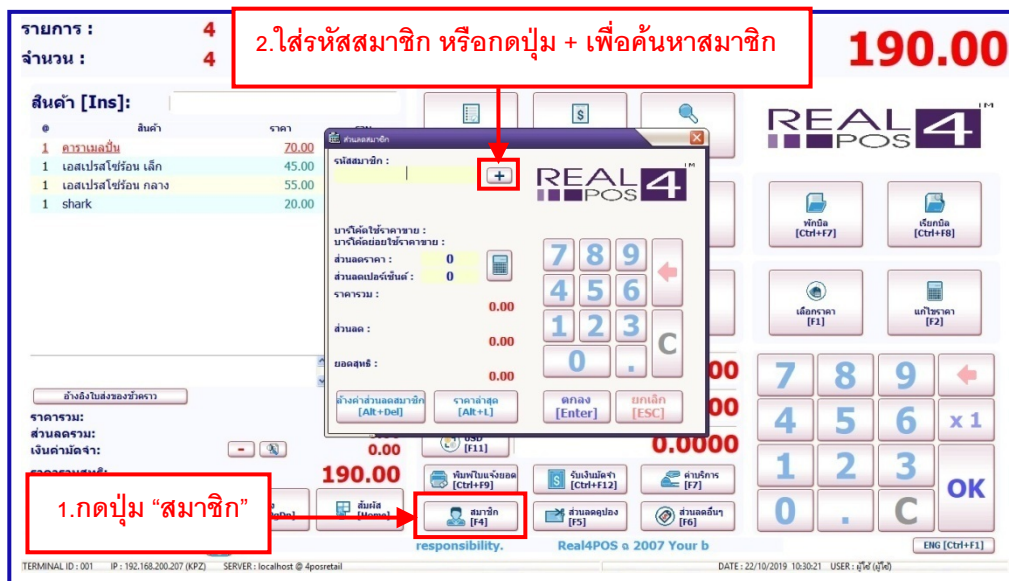 รายการ : 4
จำนวน : 4
2.ใส่รหัสสมาชิก หรือกดปุ่ม + เพื่อค้นหาสมาชิก
190.00
สินค้า [Ins]:
@ สินค้า ราคา
1 คาราเมลปั่น 70.00
1 เอสเปรสโซ่ร้อน เล็ก 45.00
1 เอสเปรสโซ่ร้อน กลาง 55.00
1 shark 20.00
REAL 4 POS TM
ส่วนลดสมาชิก
รหัสสมาชิก :
+
REAL 4 POS TM
บาร์โค้ดใช้ราคาขาย :
บาร์โค้ดย่อยใช้ราคาขาย :
ส่วนลดราคา : 0
ส่วนลดเปอร์เซ็นต์ : 0
ราคารวม :
0.00
ส่วนลด :
0.00
ยอดสุทธิ :
0.00
7 8 9
4 5 6
1 2 3 C
0 .
ล้างค่าส่วนลดสมาชิก [Alt+Del]
ราคาล่าสุด [Alt+L]
ตกลง [Enter]
ยกเลิก [ESC]
พักบิล [Ctrl+F7]
เรียกบิล [Ctrl+F8]
เลือกราคา [F1]
แก้ไขราคา [F2]
อ้างอิงใบส่งของชั่วคราว
ราคารวม:
ส่วนลดรวม:
เงินค่ามัดจำ: - 0.00
190.00
USD [F11]
0.0000
7 8 9
4 5 6 x 1
1 2 3 OK
0 . C
1.กดปุ่ม “สมาชิก”
สัมผัส [Home]
พิมพ์ใบแจ้งยอด [Ctrl+F9]
รับเงินมัดจำ [Ctrl+F12]
ค่าบริการ [F7]
สมาชิก [F4]
ส่วนลดคูปอง [F5]
ส่วนลดอื่นๆ [F6]
responsibility. Real4POS ฉ 2007 Your b
ENG [Ctrl+F1]
TERMINAL ID : 001 IP : 192.168.200.207 (KPZ) SERVER : localhost @ 4posretail DATE : 22/10/2019 10:30:21 USER : ผู้ใช้ (ผู้ใช้)